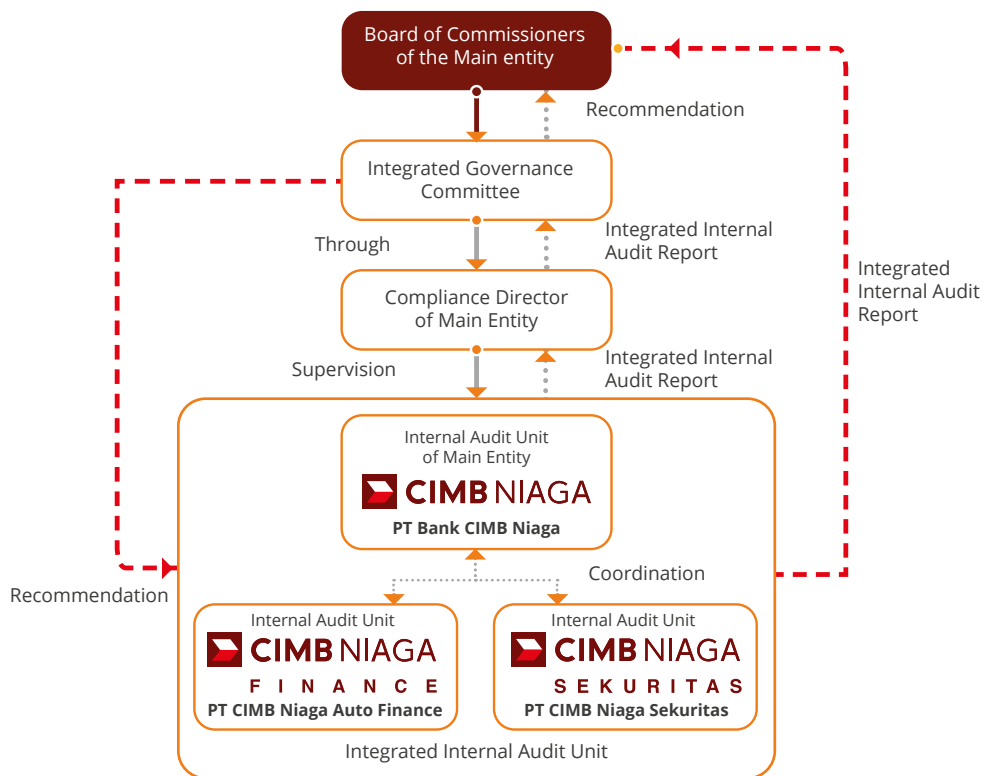 Board of Commissioners
of the Main entity
Recommendation
Integrated Governance
Committee
Through
Integrated Internal
Audit Report
Integrated
Internal Audit
Report
Compliance Director
of Main Entity
Supervision
Integrated Internal
Audit Report
Internal Audit Unit
of Main Entity
CIMB NIAGA
PT Bank CIMB Niaga
Coordination
Recommendation
Internal Audit Unit
CIMB NIAGA
FINANCE
PT CIMB Niaga Auto Finance
Internal Audit Unit
CIMB NIAGA
SEKURITAS
PT CIMB Niaga Sekuritas
Integrated Internal Audit Unit